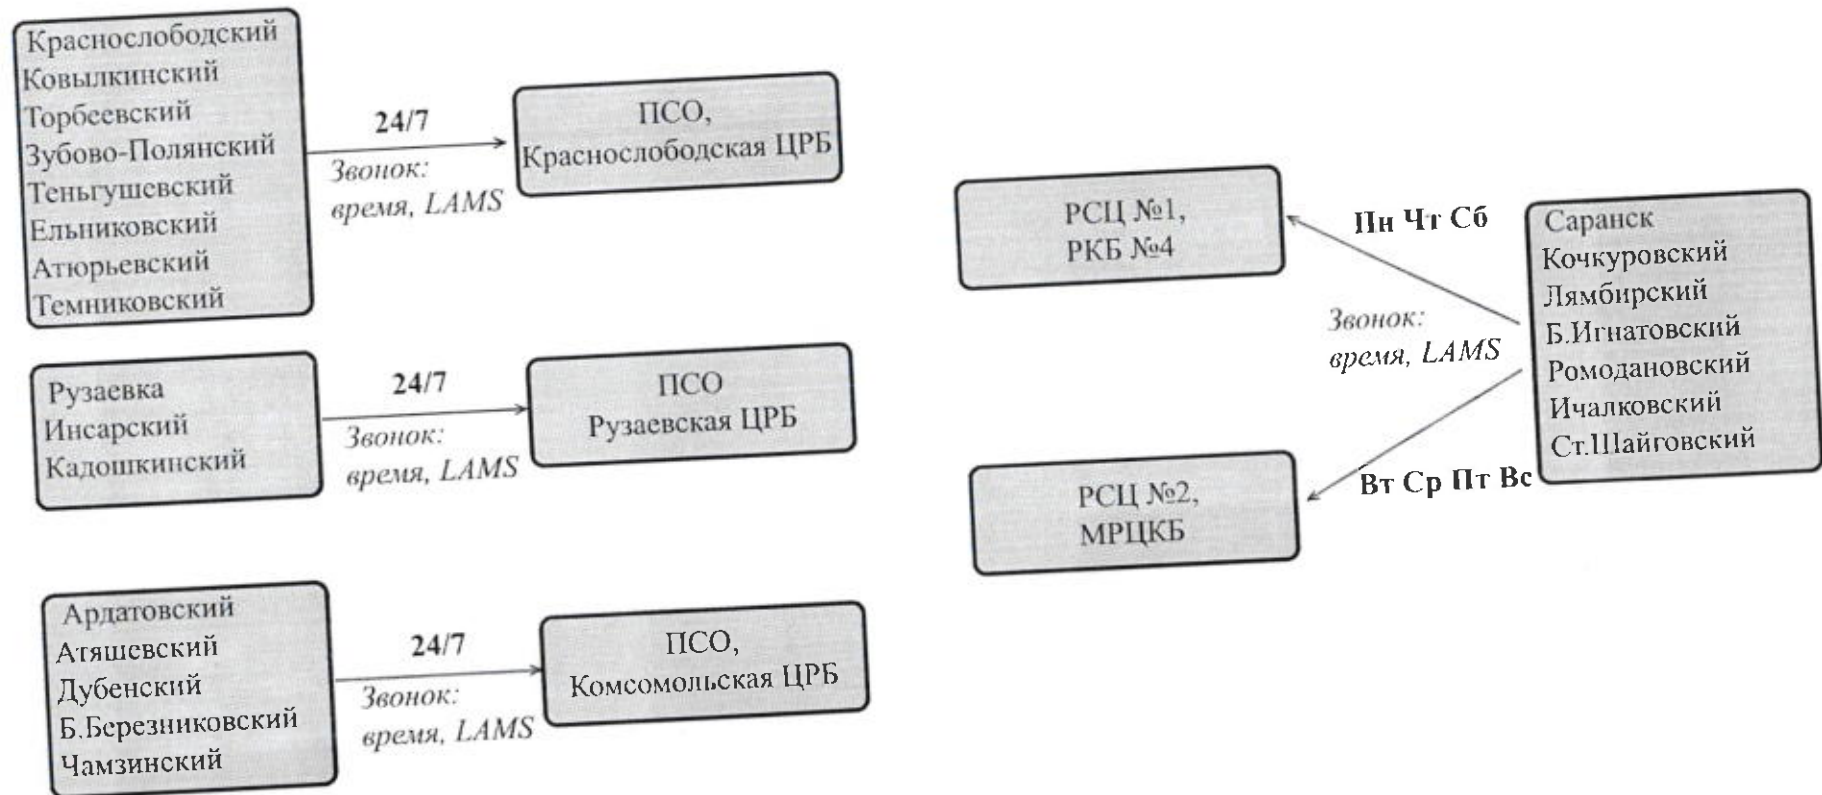 Краснослободский
Ковылкинский
Торбеевский
Зубово-Полянский
Теньгушевский
Ельниковский
Атюрьевский
Темниковский
24/7
Звонок:
время, LAMS
ПСО,
Краснослободская ЦРБ
Рузаевка
Инсарский
Кадошкинский
24/7
Звонок:
время, LAMS
ПСО
Рузаевская ЦРБ
Ардатовский
Атяшевский
Дубенский
Б.Березниковский
Чамзинский
24/7
Звонок:
время, LAMS
ПСО,
Комсомольская ЦРБ
РСЦ №1,
РКБ №4
Пн Чт Сб
Звонок:
время, LAMS
Вт Ср Пт Вс
РСЦ №2,
МРЦКБ
Саранск
Кочкуровский
Лямбирский
Б.Игнатовский
Ромодановский
Ичалковский
Ст.Шайговский